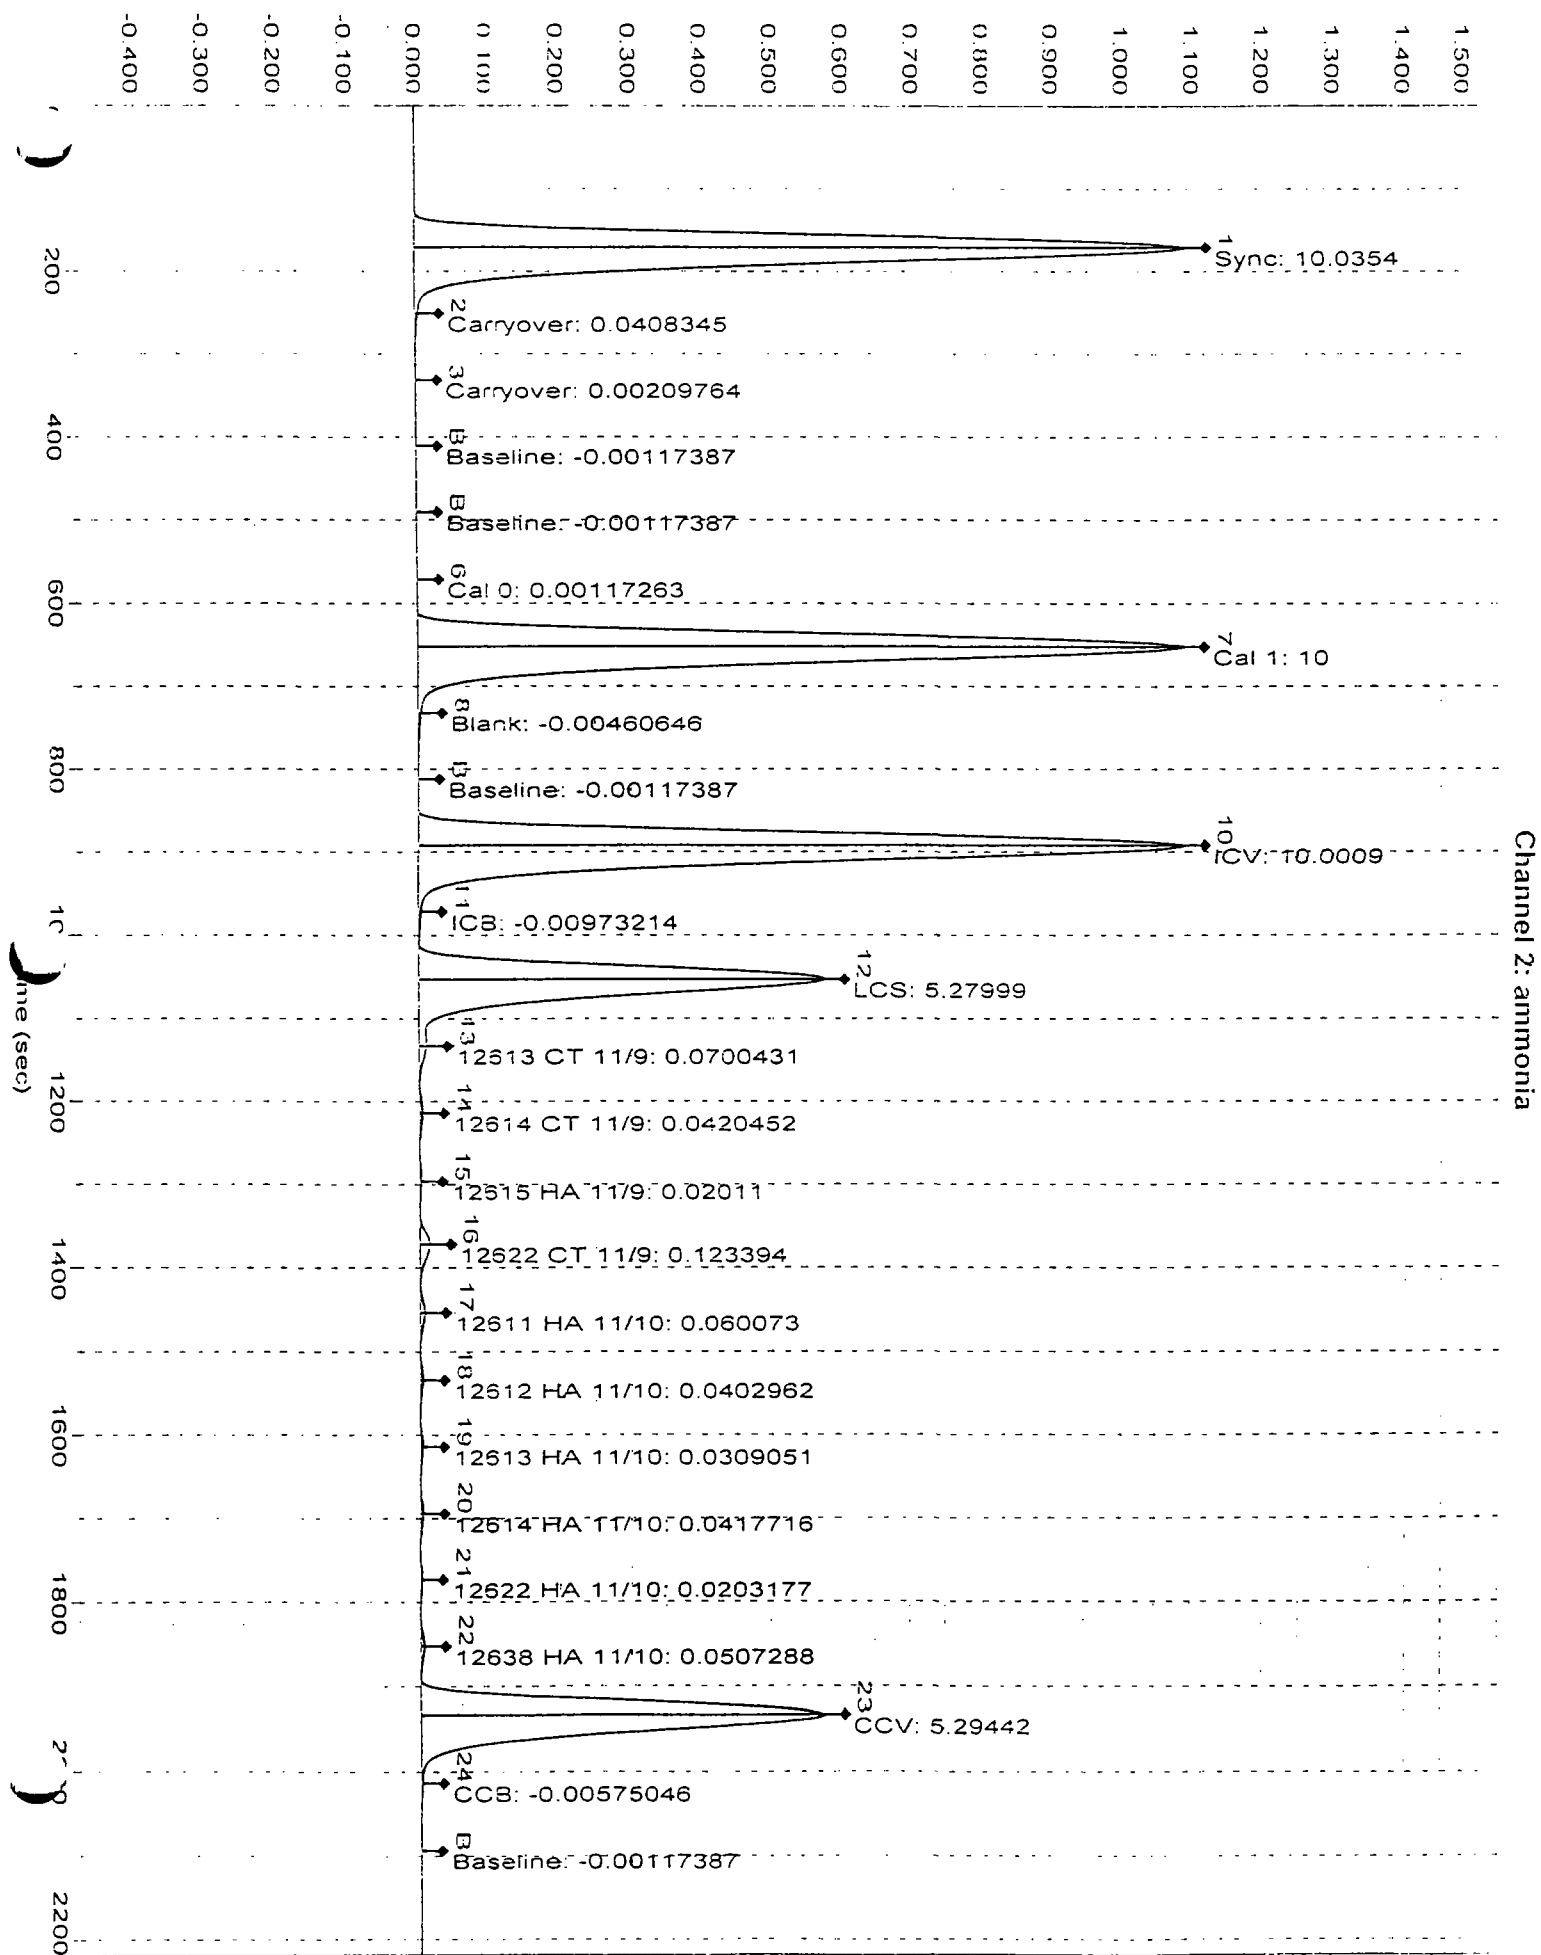 Channel 2: ammonia
1.500
1.400
1.300
1.200
1.100
1.000
0.900
0.800
0.700
0.600
0.500
0.400
0.300
0.200
0.100
0.000
-0.100
-0.200
-0.300
-0.400
1
Sync: 10.0354
2
Carryover: 0.0408345
3
Carryover: 0.00209764
B
Baseline: -0.00117387
B
Baseline: -0.00117387
6
Cal 0: 0.00117263
7
Cal 1: 10
8
Blank: -0.00460646
B
Baseline: -0.00117387
10
ICV: 10.0009
11
ICB: -0.00973214
12
LCS: 5.27999
13
12613 CT 11/9: 0.0700431
14
12614 CT 11/9: 0.0420452
15
12615 HA 11/9: 0.02011
16
12622 CT 11/9: 0.123394
17
12611 HA 11/10: 0.060073
18
12612 HA 11/10: 0.0402962
19
12613 HA 11/10: 0.0309051
20
12614 HA 11/10: 0.0417716
21
12622 HA 11/10: 0.0203177
22
12638 HA 11/10: 0.0507288
23
CCV: 5.29442
24
CCB: -0.00575046
B
Baseline: -0.00117387
200
400
600
800
1200
1400
1600
1800
2200
(sec)